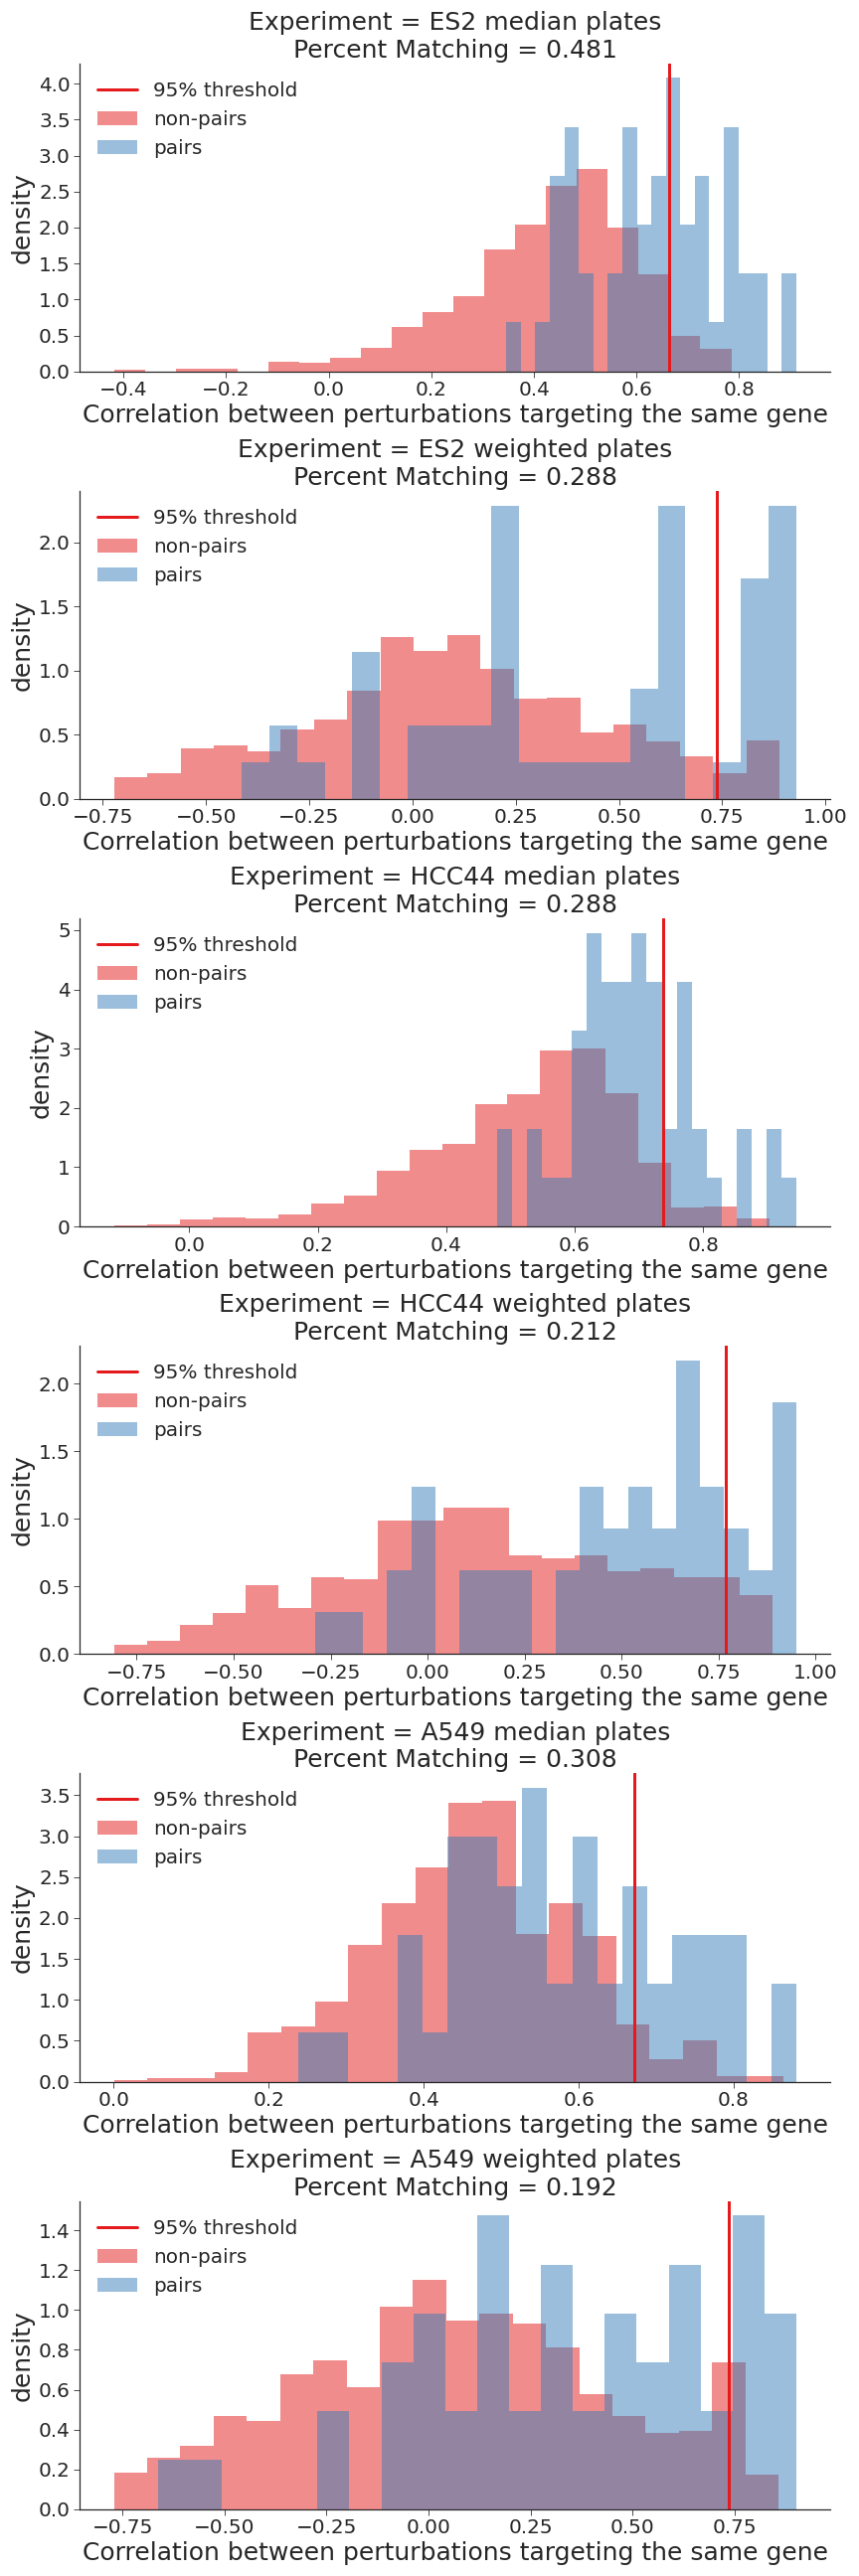 Experiment = ES2 median plates
Percent Matching = 0.481
density
4.0
3.5
3.0
2.5
2.0
1.5
1.0
0.5
0.0
95% threshold
non-pairs
pairs
−0.4 −0.2 0.0 0.2 0.4 0.6 0.8
Correlation between perturbations targeting the same gene
Experiment = ES2 weighted plates
Percent Matching = 0.288
density
2.0
1.5
1.0
0.5
0.0
95% threshold
non-pairs
pairs
−0.75 −0.50 −0.25 0.00 0.25 0.50 0.75 1.00
Correlation between perturbations targeting the same gene
Experiment = HCC44 median plates
Percent Matching = 0.288
density
5
4
3
2
1
0
95% threshold
non-pairs
pairs
0.0 0.2 0.4 0.6 0.8
Correlation between perturbations targeting the same gene
Experiment = HCC44 weighted plates
Percent Matching = 0.212
density
2.0
1.5
1.0
0.5
0.0
95% threshold
non-pairs
pairs
−0.75 −0.50 −0.25 0.00 0.25 0.50 0.75 1.00
Correlation between perturbations targeting the same gene
Experiment = A549 median plates
Percent Matching = 0.308
density
3.5
3.0
2.5
2.0
1.5
1.0
0.5
0.0
95% threshold
non-pairs
pairs
0.0 0.2 0.4 0.6 0.8
Correlation between perturbations targeting the same gene
Experiment = A549 weighted plates
Percent Matching = 0.192
density
1.4
1.2
1.0
0.8
0.6
0.4
0.2
0.0
95% threshold
non-pairs
pairs
−0.75 −0.50 −0.25 0.00 0.25 0.50 0.75
Correlation between perturbations targeting the same gene